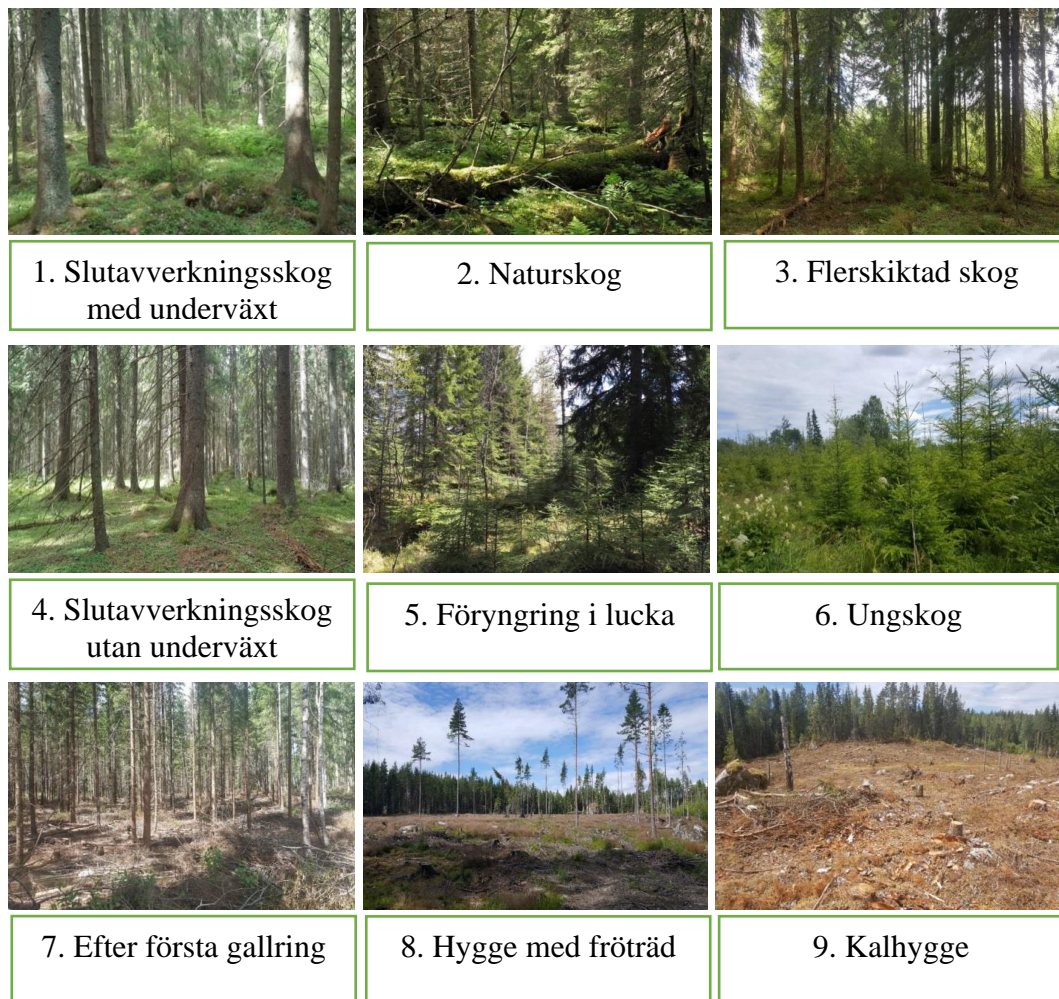 1. Slutavverkningsskog
med underväxt
2. Naturskog
3. Flerskiktad skog
4. Slutavverkningsskog
utan underväxt
5. Föryngring i lucka
6. Ungskog
7. Efter första gallring
8. Hygge med fröträd
9. Kalhygge